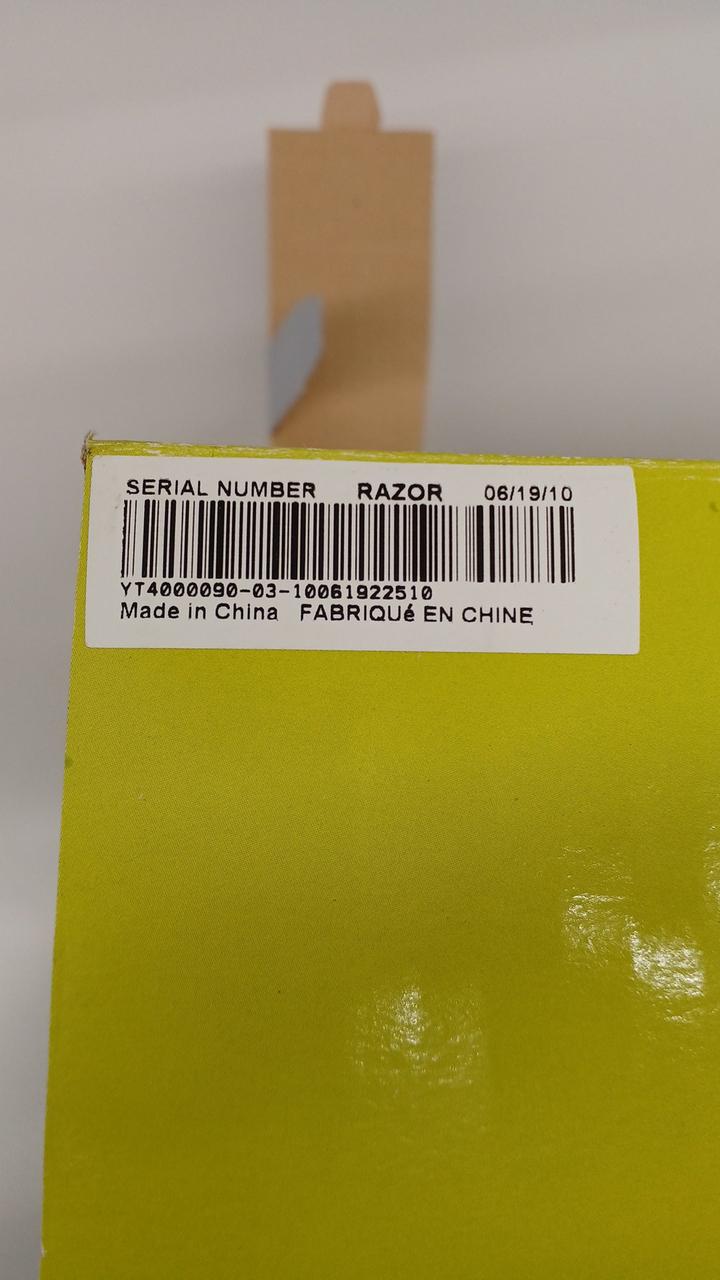 SERIAL NUMBER RAZOR 06/19/10
YT4000090-03-10061922510
Made in China FABRIQUé EN CHINE